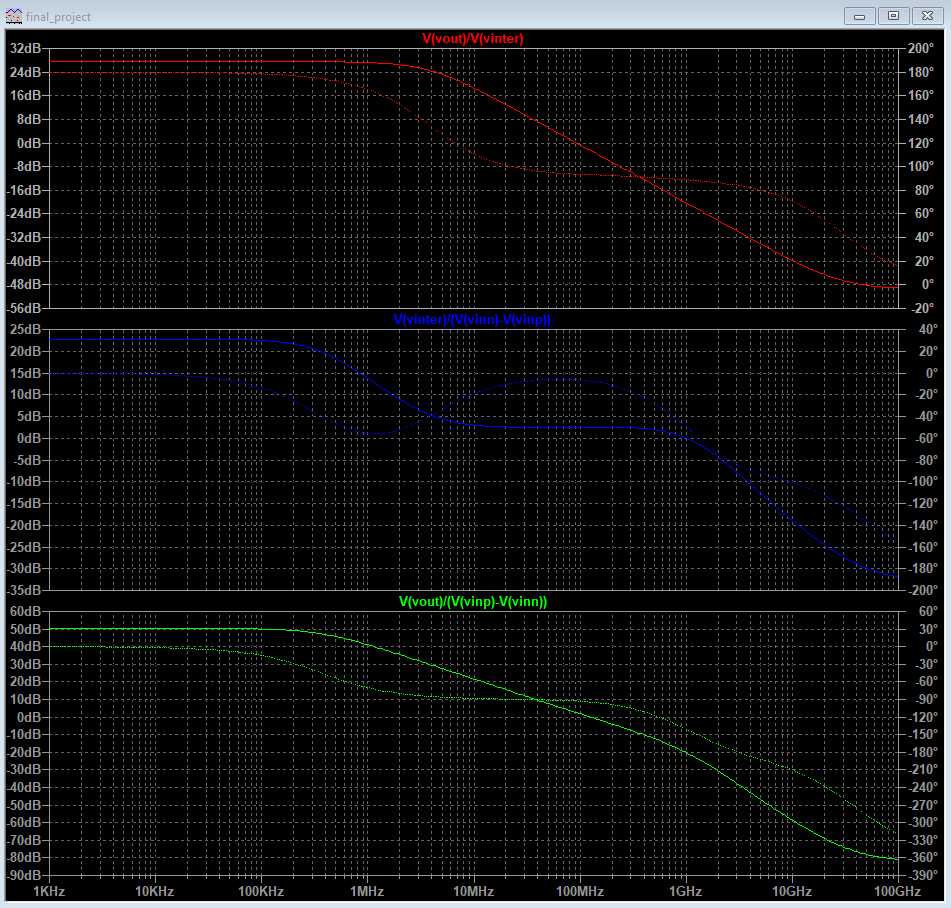 final_project
V(vout)/V(vinter)
32dB 200°
24dB 180°
16dB 160°
8dB 140°
0dB 120°
-8dB 100°
-16dB 80°
-24dB 60°
-32dB 40°
-40dB 20°
-48dB 0°
-56dB -20°
V(vinter)/(V(vinn)-V(vinp))
25dB 40°
20dB 20°
15dB 0°
10dB -20°
5dB -40°
0dB -60°
-5dB -80°
-10dB -100°
-15dB -120°
-20dB -140°
-25dB -160°
-30dB -180°
-35dB -200°
V(vout)/(V(vinp)-V(vinn))
60dB 60°
50dB 30°
40dB 0°
30dB -30°
20dB -60°
10dB -90°
0dB -120°
-10dB -150°
-20dB -180°
-30dB -210°
-40dB -240°
-50dB -270°
-60dB -300°
-70dB -330°
-80dB -360°
-90dB -390°
1KHz 10KHz 100KHz 1MHz 10MHz 100MHz 1GHz 10GHz 100GHz